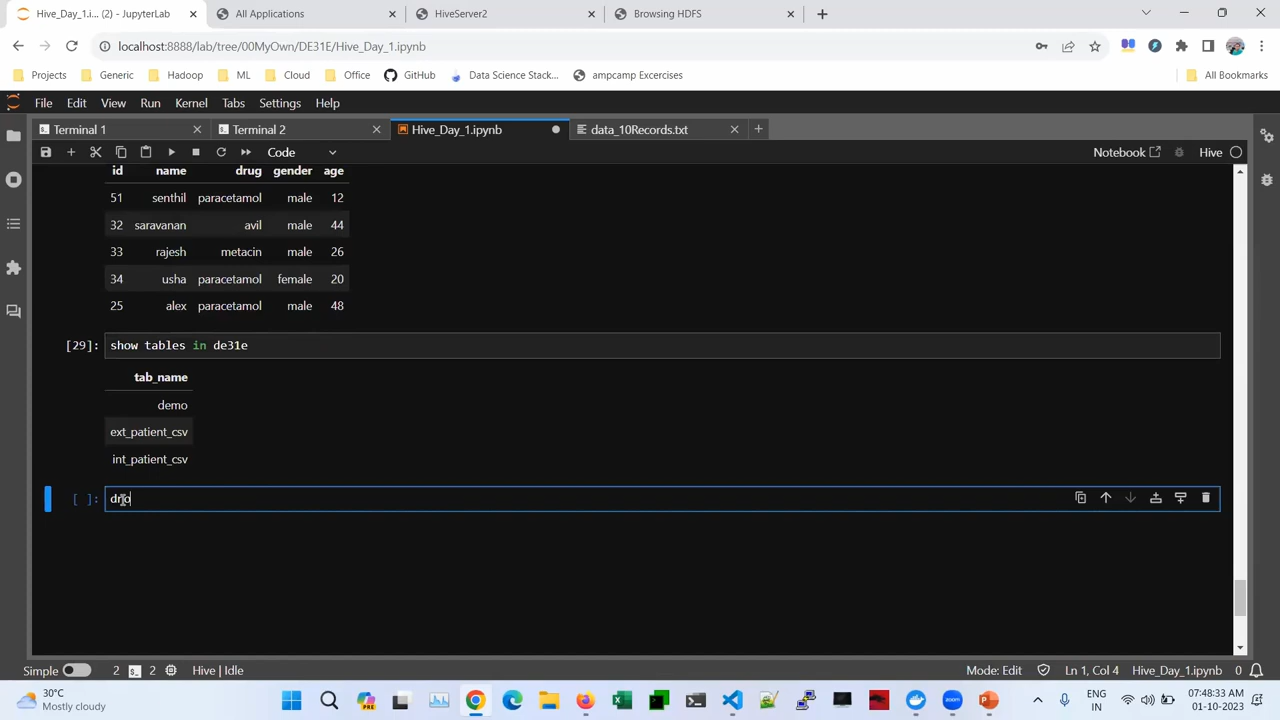 Hive_Day_1.i... (2) - JupyterLab
All Applications
HiveServer2
Browsing HDFS
localhost:8888/lab/tree/00MyOwn/DE31E/Hive_Day_1.ipynb
Projects
Generic
Hadoop
ML
Cloud
Office
GitHub
Data Science Stack...
ampcamp Excercises
All Bookmarks
File Edit View Run Kernel Tabs Settings Help
Terminal 1
Terminal 2
Hive_Day_1.ipynb
data_10Records.txt
Code
Notebook
Hive
id name drug gender age
51 senthil paracetamol male 12
32 saravanan avil male 44
33 rajesh metacin male 26
34 usha paracetamol female 20
25 alex paracetamol male 48
[29]: show tables in de31e
tab_name
demo
ext_patient_csv
int_patient_csv
[ ]: dro
Simple 2 2 Hive | Idle Mode: Edit Ln 1, Col 4 Hive_Day_1.ipynb 0
30°C
Mostly cloudy
PRE
ENG
IN
07:48:33 AM
01-10-2023